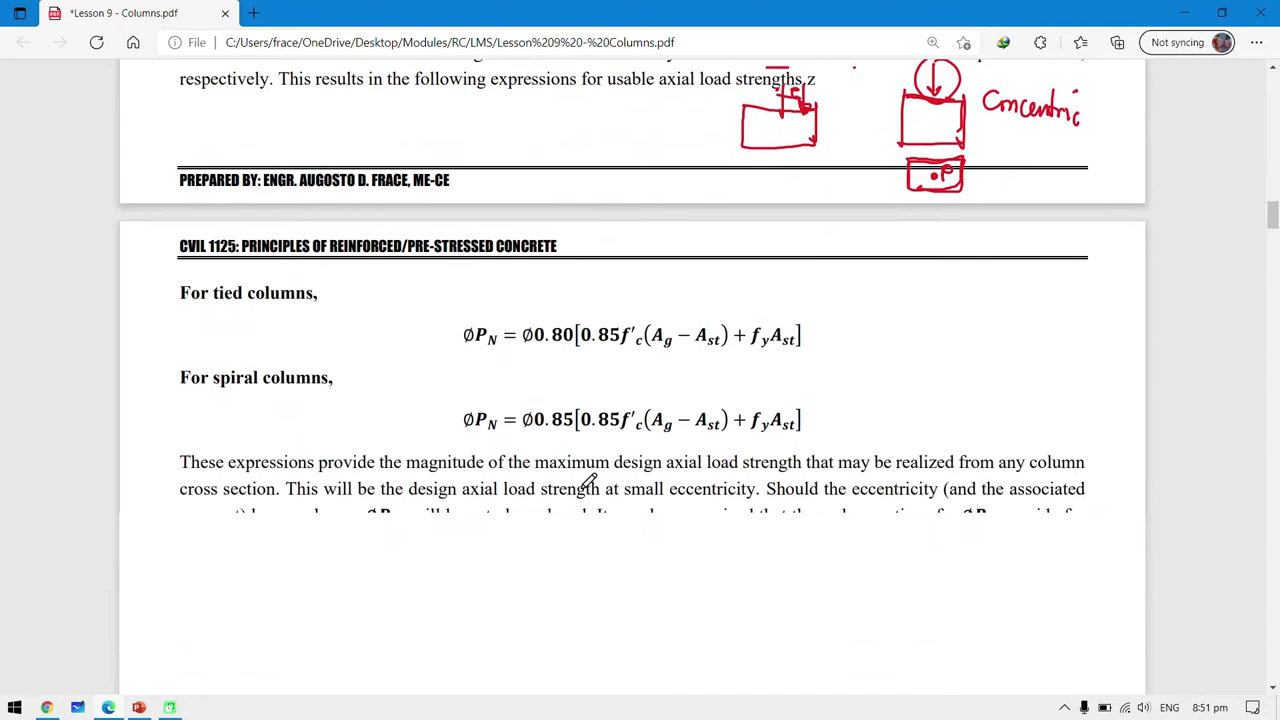 *Lesson 9 - Columns.pdf
File C:/Users/frace/OneDrive/Desktop/Modules/RC/LMS/Lesson%209%20-%20Columns.pdf Not syncing
respectively. This results in the following expressions for usable axial load strengths,z
e
Concentric
P
PREPARED BY: ENGR. AUGOSTO D. FRACE, ME-CE
CVIL 1125: PRINCIPLES OF REINFORCED/PRE-STRESSED CONCRETE
For tied columns,
∅P_N = ∅0.80[0.85f'_c(A_g − A_st) + f_yA_st]
For spiral columns,
∅P_N = ∅0.85[0.85f'_c(A_g − A_st) + f_yA_st]
These expressions provide the magnitude of the maximum design axial load strength that may be realized from any column
cross section. This will be the design axial load strength at small eccentricity. Should the eccentricity (and the associated
ENG 8:51 pm